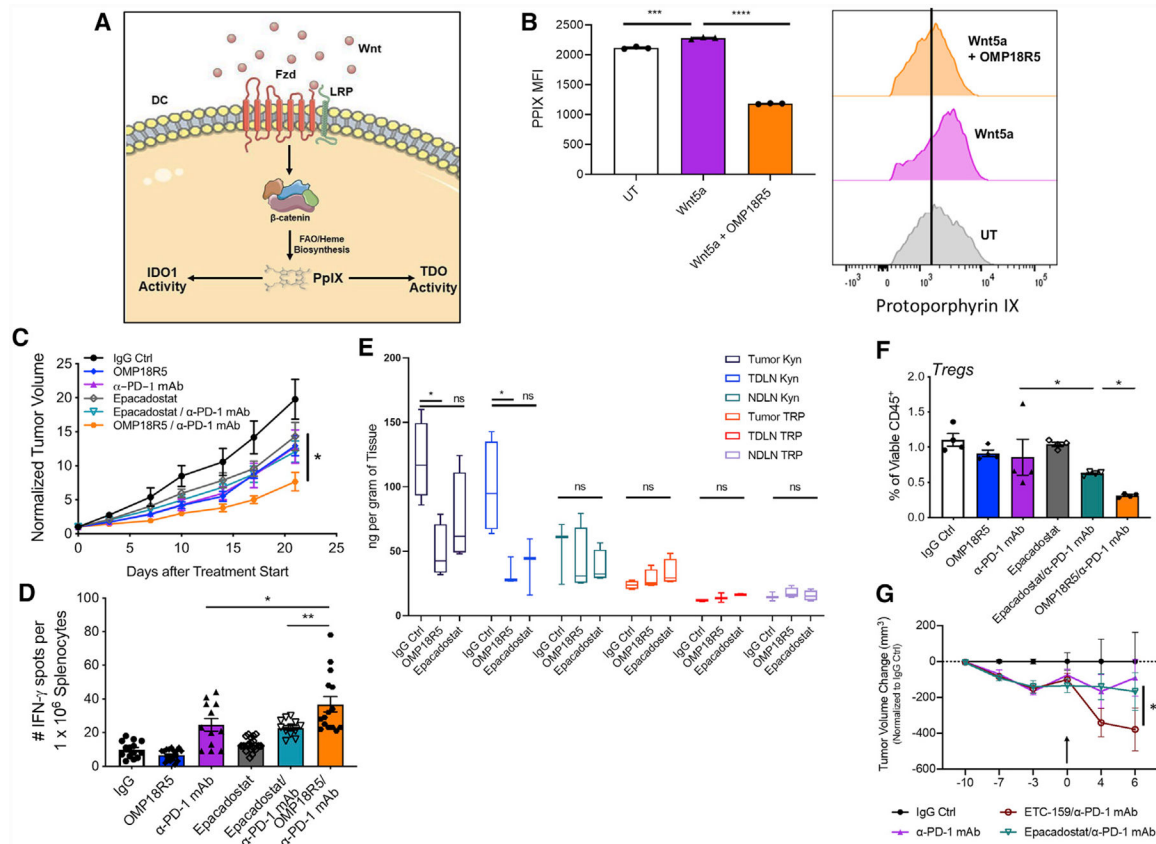 A
Wnt
Fzd
LRP
DC
β-catenin
FAO/Heme
Biosynthesis
IDO1
Activity
PpIX
TDO
Activity
B
PPIX MFI
2500
2000
1500
1000
500
0
***
****
UT
Wnt5a
Wnt5a + OMP18R5
Wnt5a
+ OMP18R5
Wnt5a
UT
-10³ 0 10³ 10⁴ 10⁵
Protoporphyrin IX
C
Normalized Tumor Volume
25
20
15
10
5
0
IgG Ctrl
OMP18R5
α-PD-1 mAb
Epacadostat
Epacadostat / α-PD-1 mAb
OMP18R5 / α-PD-1 mAb
*
0 5 10 15 20 25
Days after Treatment Start
D
# IFN-γ spots per
1 x 10⁶ Splenocytes
100
80
60
40
20
0
*
**
IgG
OMP18R5
α-PD-1 mAb
Epacadostat
Epacadostat/
α-PD-1 mAb
OMP18R5/
α-PD-1 mAb
E
ng per gram of Tissue
200
150
100
50
0
* ns
* ns
ns
ns
ns
ns
Tumor Kyn
TDLN Kyn
NDLN Kyn
Tumor TRP
TDLN TRP
NDLN TRP
IgG Ctrl
OMP18R5
Epacadostat
IgG Ctrl
OMP18R5
Epacadostat
IgG Ctrl
OMP18R5
Epacadostat
IgG Ctrl
OMP18R5
Epacadostat
IgG Ctrl
OMP18R5
Epacadostat
IgG Ctrl
OMP18R5
Epacadostat
F
Tregs
% of Viable CD45⁺
2.0
1.5
1.0
0.5
0.0
* *
IgG Ctrl
OMP18R5
α-PD-1 mAb
Epacadostat
Epacadostat/α-PD-1 mAb
OMP18R5/α-PD-1 mAb
G
Tumor Volume Change (mm³)
(Normalized to IgG Ctrl)
200
0
-200
-400
-600
*
-10 -7 -3 0 4 6
IgG Ctrl
ETC-159/α-PD-1 mAb
α-PD-1 mAb
Epacadostat/α-PD-1 mAb